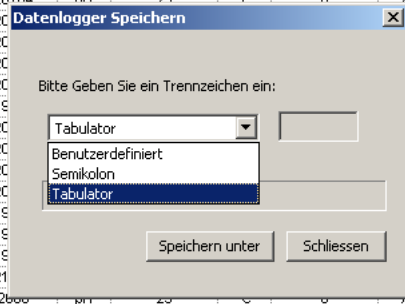 Datenlogger Speichern
Bitte Geben Sie ein Trennzeichen ein:
Tabulator
Benutzerdefiniert
Semikolon
Tabulator
Speichern unter
Schliessen